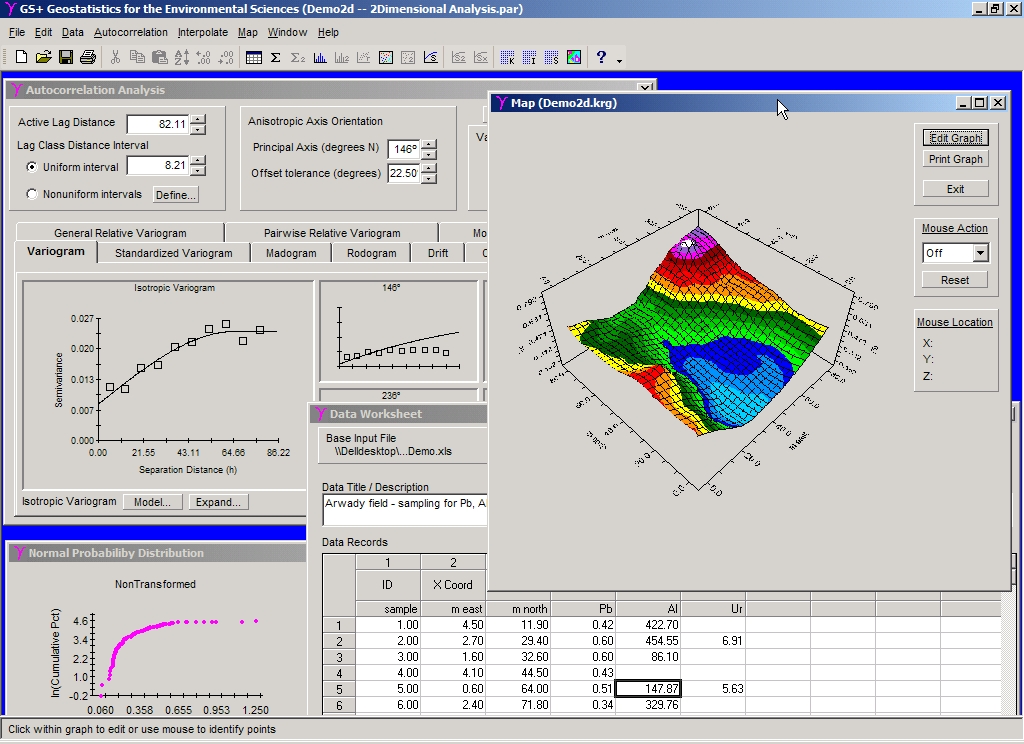 GS+ Geostatistics for the Environmental Sciences (Demo2d -- 2Dimensional Analysis.par)
File Edit Data Autocorrelation Interpolate Map Window Help
Autocorrelation Analysis
Active Lag Distance 82.11
Lag Class Distance Interval
Uniform interval 8.21
Nonuniform intervals Define...
Anisotropic Axis Orientation
Principal Axis (degrees N) 146°
Offset tolerance (degrees) 22.50
General Relative Variogram Pairwise Relative Variogram
Variogram Standardized Variogram Madogram Rodogram Drift
Isotropic Variogram
0.027
0.020
0.013
0.007
0.000
Semivariance
0.00 21.55 43.11 64.66 86.22
Separation Distance (h)
146°
236°
Isotropic Variogram Model... Expand...
Map (Demo2d.krg)
Edit Graph
Print Graph
Exit
Mouse Action
Off
Reset
Mouse Location
X:
Y:
Z:
Data Worksheet
Base Input File
\\Delldesktop\...Demo.xls
Data Title / Description
Arwady field - sampling for Pb, A
Data Records
1 2
ID X Coord
sample m east m north Pb Al Ur
1 1.00 4.50 11.90 0.42 422.70
2 2.00 2.70 29.40 0.60 454.55 6.91
3 3.00 1.60 32.60 0.60 86.10
4 4.00 4.10 44.50 0.43
5 5.00 0.60 64.00 0.51 147.87 5.63
6 6.00 2.40 71.80 0.34 329.76
Normal Probabiliby Distribution
NonTransformed
ln(Cumulative Pct)
4.6
3.4
2.2
1.0
-0.2
0.060 0.358 0.655 0.953 1.250
Click within graph to edit or use mouse to identify points